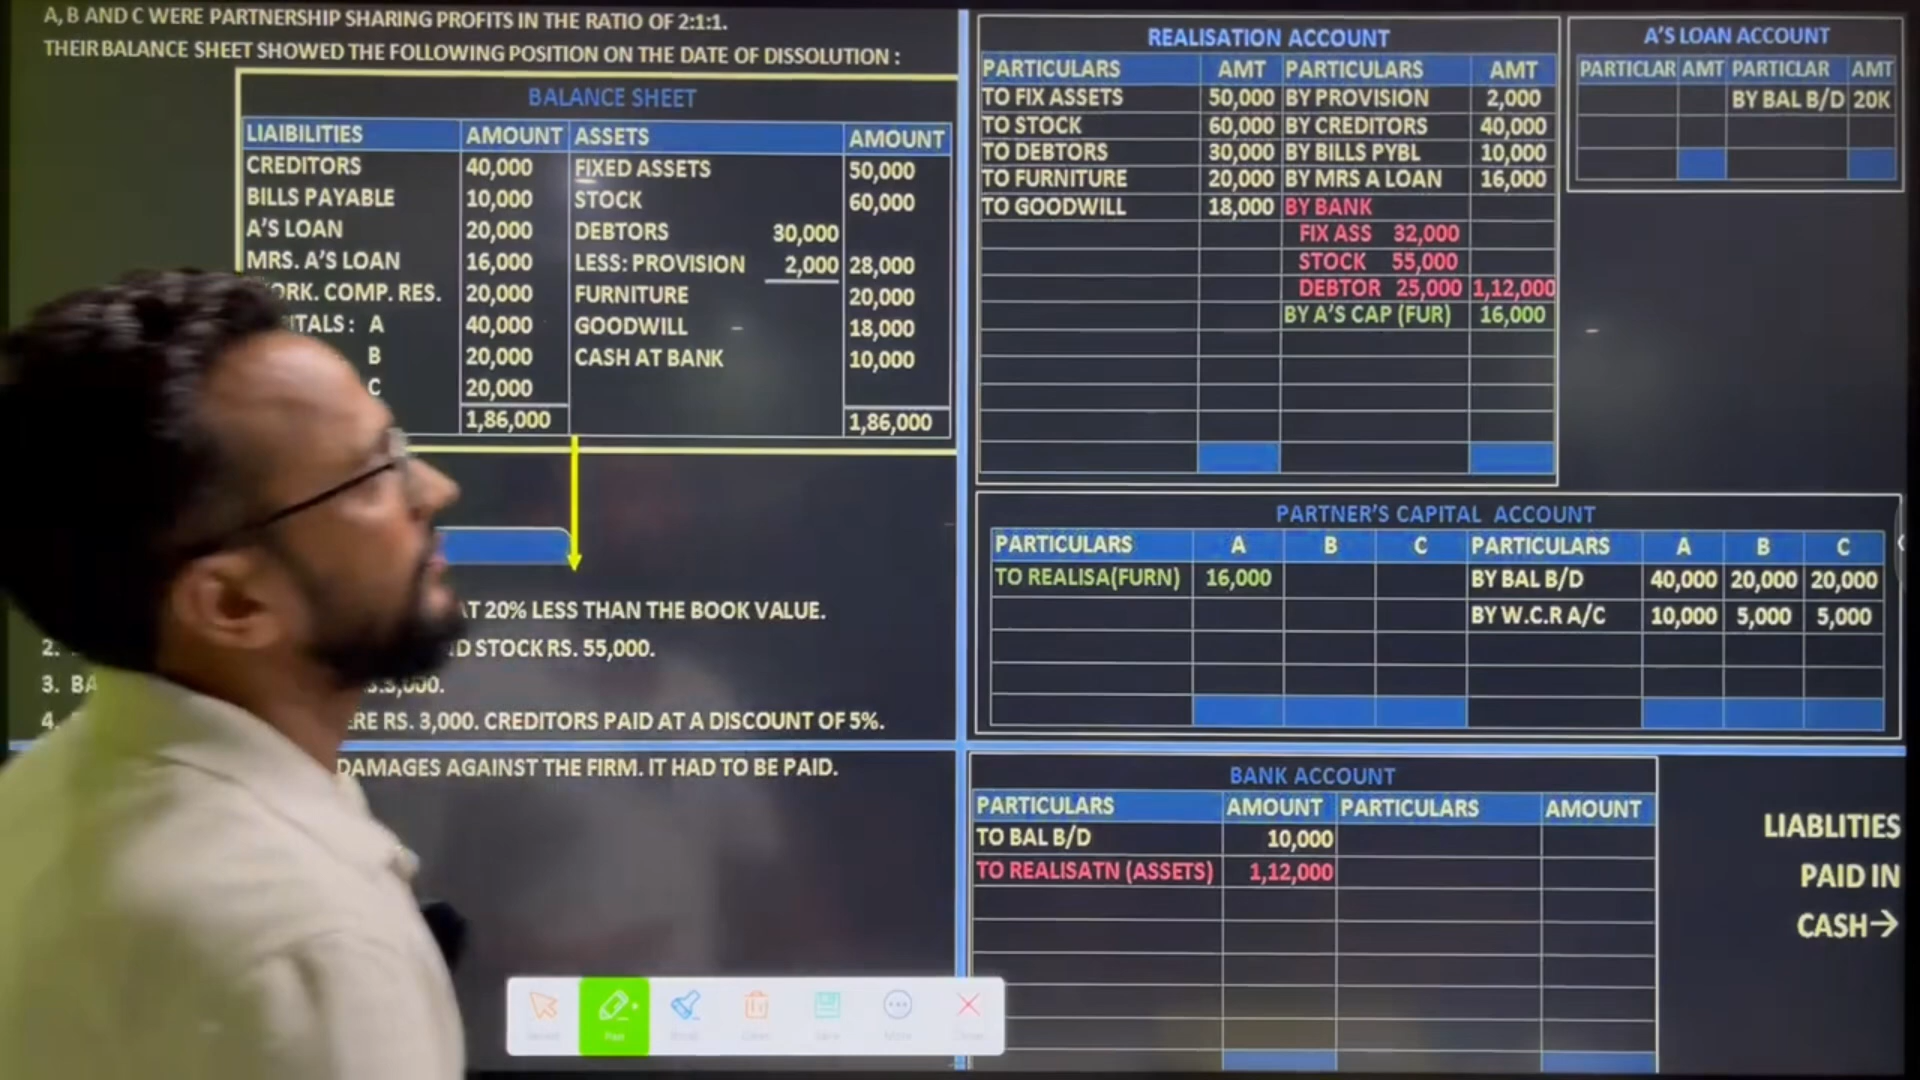 A, B AND C WERE PARTNERSHIP SHARING PROFITS IN THE RATIO OF 2:1:1.
THEIR BALANCE SHEET SHOWED THE FOLLOWING POSITION ON THE DATE OF DISSOLUTION :
BALANCE SHEET
LIAIBILITIES AMOUNT ASSETS AMOUNT
CREDITORS 40,000 FIXED ASSETS 50,000
BILLS PAYABLE 10,000 STOCK 60,000
A'S LOAN 20,000 DEBTORS 30,000
MRS. A'S LOAN 16,000 LESS: PROVISION 2,000 28,000
COMP. RES. 20,000 FURNITURE 20,000
A 40,000 GOODWILL 18,000
B 20,000 CASH AT BANK 10,000
C 20,000
1,86,000 1,86,000
AT 20% LESS THAN THE BOOK VALUE.
2. STOCK RS. 55,000.
3.
4. RS. 3,000. CREDITORS PAID AT A DISCOUNT OF 5%.
DAMAGES AGAINST THE FIRM. IT HAD TO BE PAID.
REALISATION ACCOUNT
PARTICULARS AMT PARTICULARS AMT
TO FIX ASSETS 50,000 BY PROVISION 2,000
TO STOCK 60,000 BY CREDITORS 40,000
TO DEBTORS 30,000 BY BILLS PYBL 10,000
TO FURNITURE 20,000 BY MRS A LOAN 16,000
TO GOODWILL 18,000 BY BANK
FIX ASS 32,000
STOCK 55,000
DEBTOR 25,000 1,12,000
BY A'S CAP (FUR) 16,000
A'S LOAN ACCOUNT
PARTICLAR AMT PARTICLAR AMT
BY BAL B/D 20K
PARTNER'S CAPITAL ACCOUNT
PARTICULARS A B C PARTICULARS A B C
TO REALISA(FURN) 16,000 BY BAL B/D 40,000 20,000 20,000
BY W.C.R A/C 10,000 5,000 5,000
BANK ACCOUNT
PARTICULARS AMOUNT PARTICULARS AMOUNT
TO BAL B/D 10,000
TO REALISATN (ASSETS) 1,12,000
LIABLITIES
PAID IN
CASH→